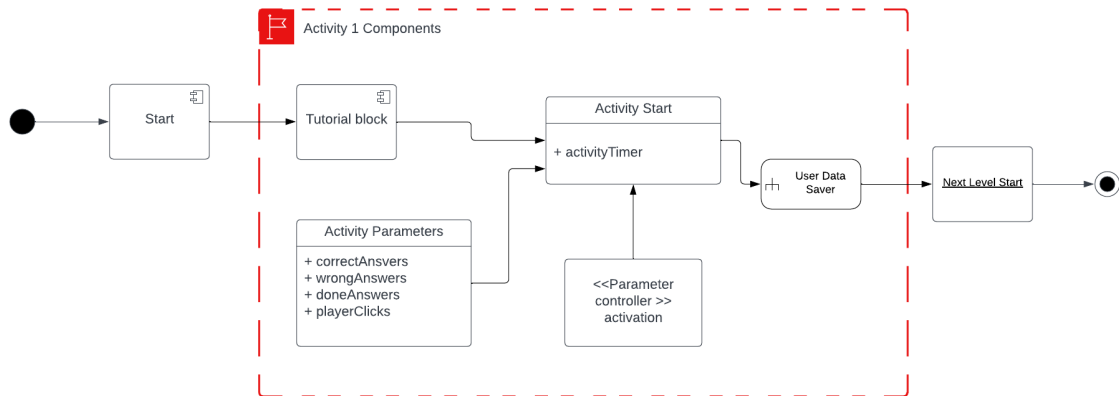 Activity 1 Components
Start
Tutorial block
Activity Start
+ activityTimer
User Data
Saver
Next Level Start
Activity Parameters
+ correctAnsvers
+ wrongAnswers
+ doneAnswers
+ playerClicks
<<Parameter
controller >>
activation